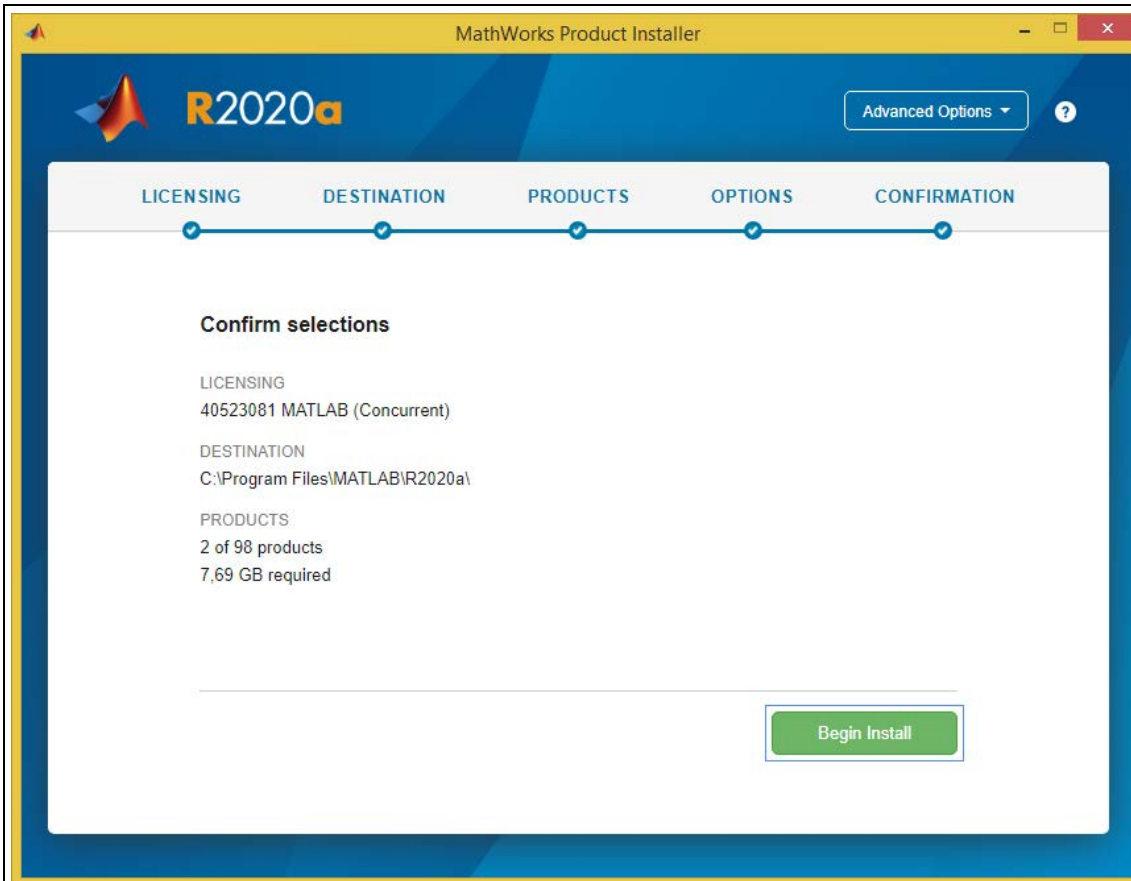 MathWorks Product Installer
R2020a
Advanced Options
?
LICENSING
DESTINATION
PRODUCTS
OPTIONS
CONFIRMATION
Confirm selections
LICENSING
40523081 MATLAB (Concurrent)
DESTINATION
C:\Program Files\MATLAB\R2020a\
PRODUCTS
2 of 98 products
7,69 GB required
Begin Install